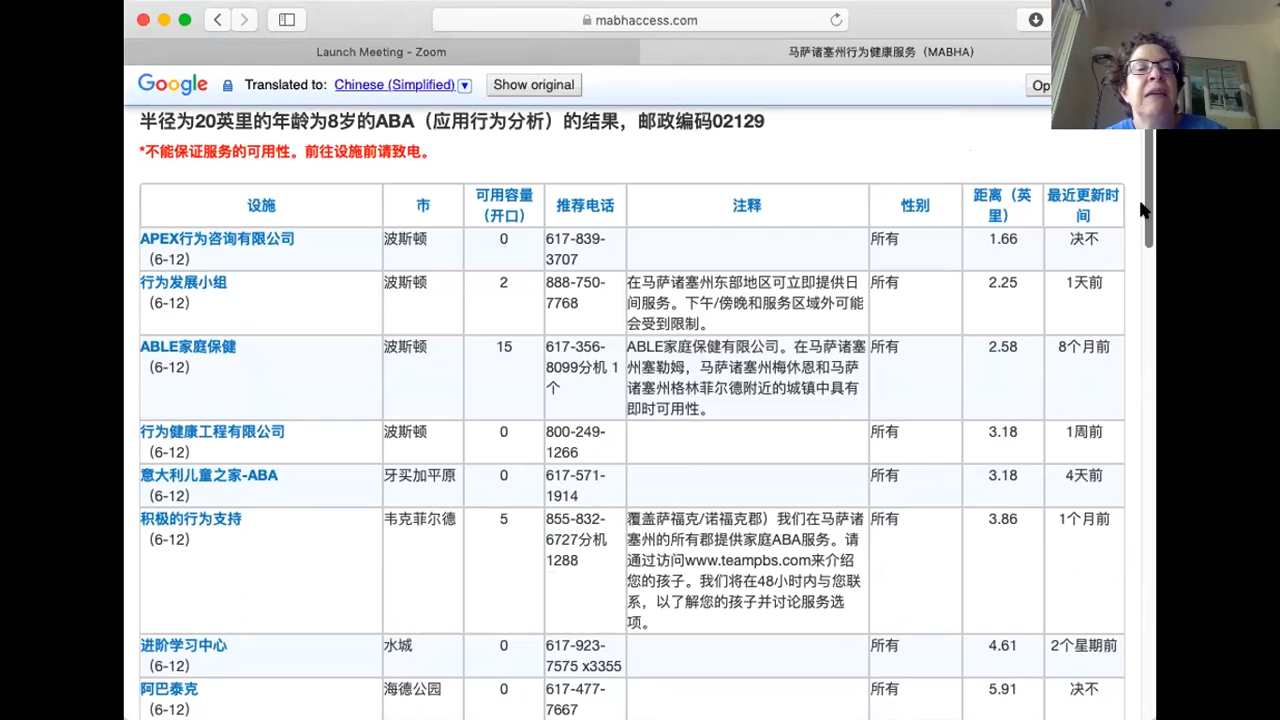 mabhaccess.com
Launch Meeting - Zoom
马萨诸塞州行为健康服务（MABHA）
Google Translated to: Chinese (Simplified) Show original Op
半径为20英里的年龄为8岁的ABA（应用行为分析）的结果，邮政编码02129
*不能保证服务的可用性。前往设施前请致电。
设施 市 可用容量 推荐电话 注释 性别 距离（英 最近更新时
（开口） 里） 间
APEX行为咨询有限公司 波斯顿 0 617-839- 所有 1.66 决不
（6-12） 3707
行为发展小组 波斯顿 2 888-750- 在马萨诸塞州东部地区可立即提供日 所有 2.25 1天前
（6-12） 7768 间服务。下午/傍晚和服务区域外可能
会受到限制。
ABLE家庭保健 波斯顿 15 617-356- ABLE家庭保健有限公司。在马萨诸塞 所有 2.58 8个月前
（6-12） 8099分机 1 州塞勒姆，马萨诸塞州梅休恩和马萨
个 诸塞州格林菲尔德附近的城镇中具有
即时可用性。
行为健康工程有限公司 波斯顿 0 800-249- 所有 3.18 1周前
（6-12） 1266
意大利儿童之家-ABA 牙买加平原 0 617-571- 所有 3.18 4天前
（6-12） 1914
积极的行为支持 韦克菲尔德 5 855-832- 覆盖萨福克/诺福克郡）我们在马萨诸 所有 3.86 1个月前
（6-12） 6727分机 塞州的所有郡提供家庭ABA服务。请
1288 通过访问www.teampbs.com来介绍
您的孩子。我们将在48小时内与您联
系，以了解您的孩子并讨论服务选
项。
进阶学习中心 水城 0 617-923- 所有 4.61 2个星期前
（6-12） 7575 x3355
阿巴泰克 海德公园 0 617-477- 所有 5.91 决不
（6-12） 7667